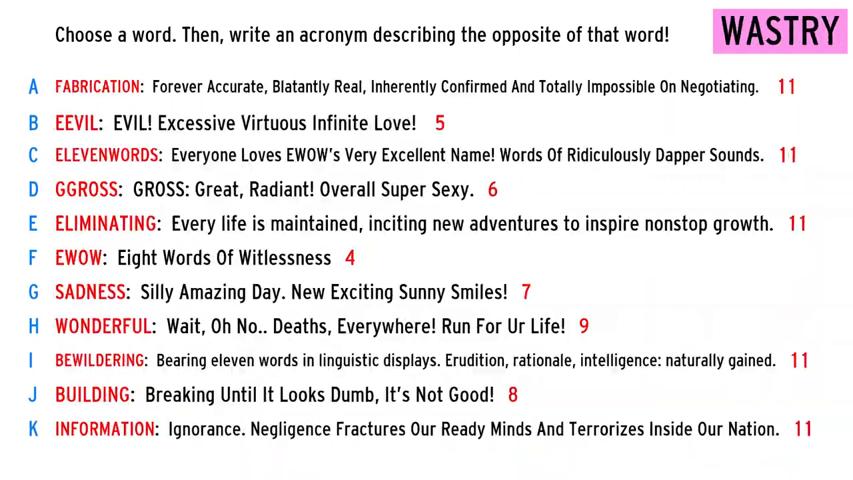 Choose a word. Then, write an acronym describing the opposite of that word!
WASTRY
A FABRICATION: Forever Accurate, Blatantly Real, Inherently Confirmed And Totally Impossible On Negotiating. 11
B EEVIL: EVIL! Excessive Virtuous Infinite Love! 5
C ELEVENWORDS: Everyone Loves EWOW's Very Excellent Name! Words Of Ridiculously Dapper Sounds. 11
D GGROSS: GROSS: Great, Radiant! Overall Super Sexy. 6
E ELIMINATING: Every life is maintained, inciting new adventures to inspire nonstop growth. 11
F EWOW: Eight Words Of Witlessness 4
G SADNESS: Silly Amazing Day. New Exciting Sunny Smiles! 7
H WONDERFUL: Wait, Oh No.. Deaths, Everywhere! Run For Ur Life! 9
I BEWILDERING: Bearing eleven words in linguistic displays. Erudition, rationale, intelligence: naturally gained. 11
J BUILDING: Breaking Until It Looks Dumb, It's Not Good! 8
K INFORMATION: Ignorance. Negligence Fractures Our Ready Minds And Terrorizes Inside Our Nation. 11